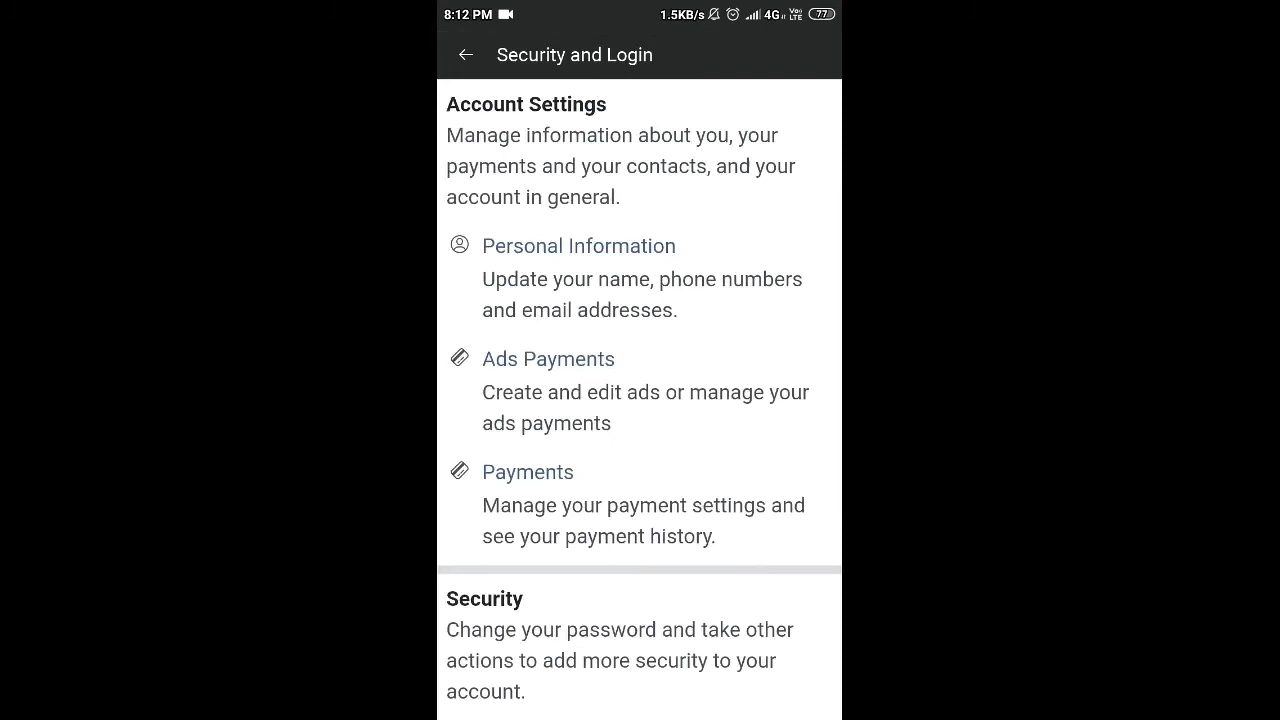 8:12 PM 1.5KB/s 4G Vo LTE 77
Security and Login
Account Settings
Manage information about you, your
payments and your contacts, and your
account in general.
Personal Information
Update your name, phone numbers
and email addresses.
Ads Payments
Create and edit ads or manage your
ads payments
Payments
Manage your payment settings and
see your payment history.
Security
Change your password and take other
actions to add more security to your
account.